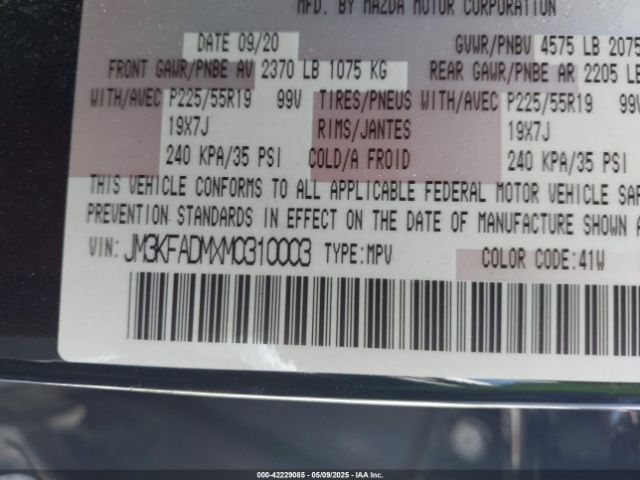 MFD. BY MAZDA MOTOR CORPORATION
DATE 09/20 GVWR/PNBV 4575 LB 2075
FRONT GAWR/PNBE AV 2370 LB 1075 KG REAR GAWR/PNBE AR 2205 LB
WITH/AVEC P225/55R19 99V TIRES/PNEUS WITH/AVEC P225/55R19 99V
19X7J RIMS/JANTES 19X7J
240 KPA/35 PSI COLD/A FROID 240 KPA/35 PSI
THIS VEHICLE CONFORMS TO ALL APPLICABLE FEDERAL MOTOR VEHICLE SAF
PREVENTION STANDARDS IN EFFECT ON THE DATE OF MANUFACTURE SHOWN A
VIN: JM3KFADMXM0310003 TYPE:MPV COLOR CODE:41W
000-42229085 - 05/09/2025 - IAAI.COM